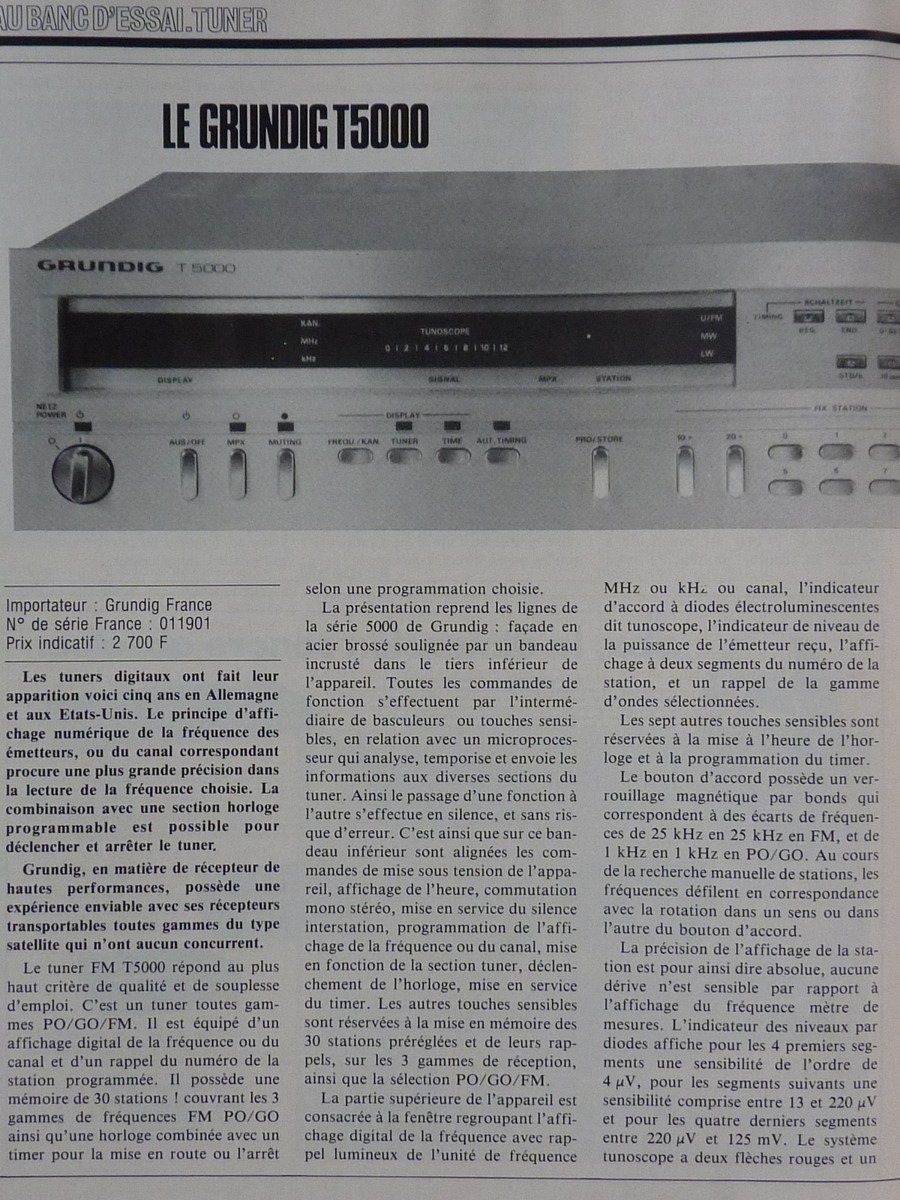 AU BANC D'ESSAI.TUNER
LE GRUNDIG T5000
GRUNDIG T 5000
KAN.
MHz
kHz
TUNOSCOPE
0 | 2 | 4 | 6 | 8 | 10 | 12
U/FM
MW
LW
DISPLAY
SIGNAL
MPX
STATION
SCHALTZEIT
TIMING
BEG.
END
NETZ
POWER
DISPLAY
FIX STATION
AUS/OFF
MPX
MUTING
FREQU./KAN.
TUNER
TIME
AUT. TIMING
PRO/STORE
10 +
20 +
0
1
2
5
6
7
Importateur : Grundig France
N° de série France : 011901
Prix indicatif : 2 700 F
Les tuners digitaux ont fait leur
apparition voici cinq ans en Allemagne
et aux Etats-Unis. Le principe d'affi-
chage numérique de la fréquence des
émetteurs, ou du canal correspondant
procure une plus grande précision dans
la lecture de la fréquence choisie. La
combinaison avec une section horloge
programmable est possible pour
déclencher et arrêter le tuner.
Grundig, en matière de récepteur de
hautes performances, possède une
expérience enviable avec ses récepteurs
transportables toutes gammes du type
satellite qui n'ont aucun concurrent.
Le tuner FM T5000 répond au plus
haut critère de qualité et de souplesse
d'emploi. C'est un tuner toutes gam-
mes PO/GO/FM. Il est équipé d'un
affichage digital de la fréquence ou du
canal et d'un rappel du numéro de la
station programmée. Il possède une
mémoire de 30 stations ! couvrant les 3
gammes de fréquences FM PO/GO
ainsi qu'une horloge combinée avec un
timer pour la mise en route ou l'arrêt
selon une programmation choisie.
La présentation reprend les lignes de
la série 5000 de Grundig : façade en
acier brossé soulignée par un bandeau
incrusté dans le tiers inférieur de
l'appareil. Toutes les commandes de
fonction s'effectuent par l'intermé-
diaire de basculeurs ou touches sensi-
bles, en relation avec un microproces-
seur qui analyse, temporise et envoie les
informations aux diverses sections du
tuner. Ainsi le passage d'une fonction à
l'autre s'effectue en silence, et sans ris-
que d'erreur. C'est ainsi que sur ce ban-
deau inférieur sont alignées les com-
mandes de mise sous tension de l'appa-
reil, affichage de l'heure, commutation
mono stéréo, mise en service du silence
interstation, programmation de l'affi-
chage de la fréquence ou du canal, mise
en fonction de la section tuner, déclen-
chement de l'horloge, mise en service
du timer. Les autres touches sensibles
sont réservées à la mise en mémoire des
30 stations préréglées et de leurs rap-
pels, sur les 3 gammes de réception,
ainsi que la sélection PO/GO/FM.
La partie supérieure de l'appareil est
consacrée à la fenêtre regroupant l'affi-
chage digital de la fréquence avec rap-
pel lumineux de l'unité de fréquence
MHz ou kHz ou canal, l'indicateur
d'accord à diodes électroluminescentes
dit tunoscope, l'indicateur de niveau de
la puissance de l'émetteur reçu, l'affi-
chage à deux segments du numéro de la
station, et un rappel de la gamme
d'ondes sélectionnées.
Les sept autres touches sensibles sont
réservées à la mise à l'heure de l'hor-
loge et à la programmation du timer.
Le bouton d'accord possède un ver-
rouillage magnétique par bonds qui
correspondent à des écarts de fréquen-
ces de 25 kHz en 25 kHz en FM, et de
1 kHz en 1 kHz en PO/GO. Au cours
de la recherche manuelle de stations, les
fréquences défilent en correspondance
avec la rotation dans un sens ou dans
l'autre du bouton d'accord.
La précision de l'affichage de la sta-
tion est pour ainsi dire absolue, aucune
dérive n'est sensible par rapport à
l'affichage du fréquence mètre de
mesures. L'indicateur des niveaux par
diodes affiche pour les 4 premiers seg-
ments une sensibilité de l'ordre de
4 µV, pour les segments suivants une
sensibilité comprise entre 13 et 220 µV
et pour les quatre derniers segments
entre 220 µV et 125 mV. Le système
tunoscope a deux flèches rouges et un